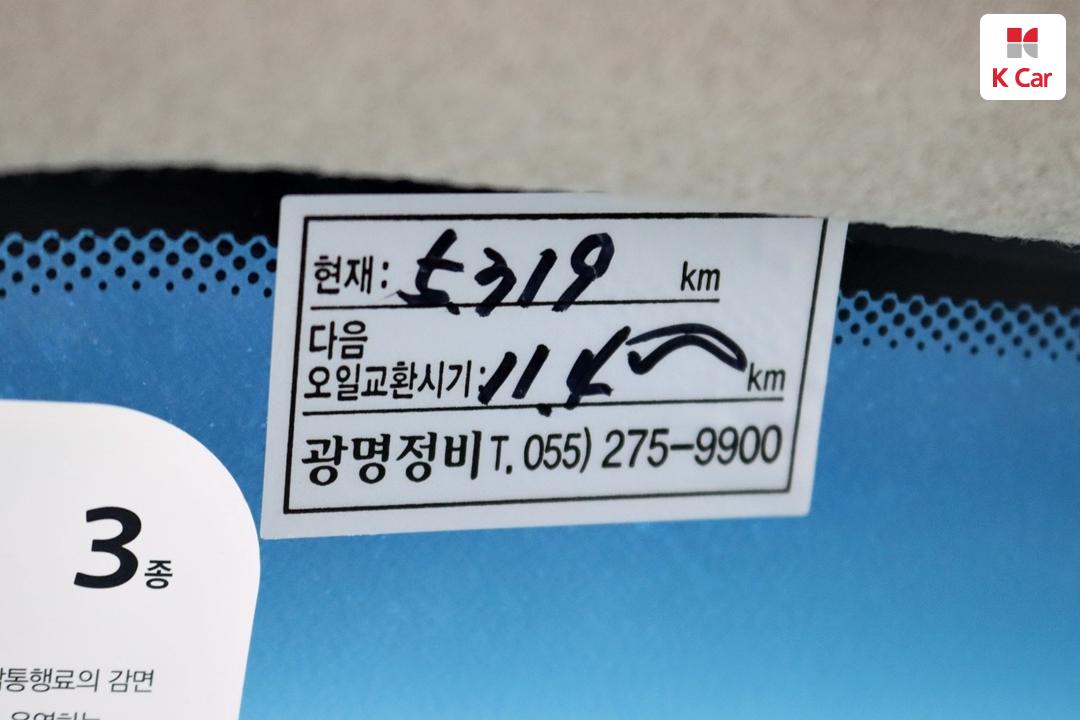 K Car
현재: 5.319 km
다음
오일교환시기: 11.4 km
광명정비 T. 055) 275-9900
3종
통행료의 감면